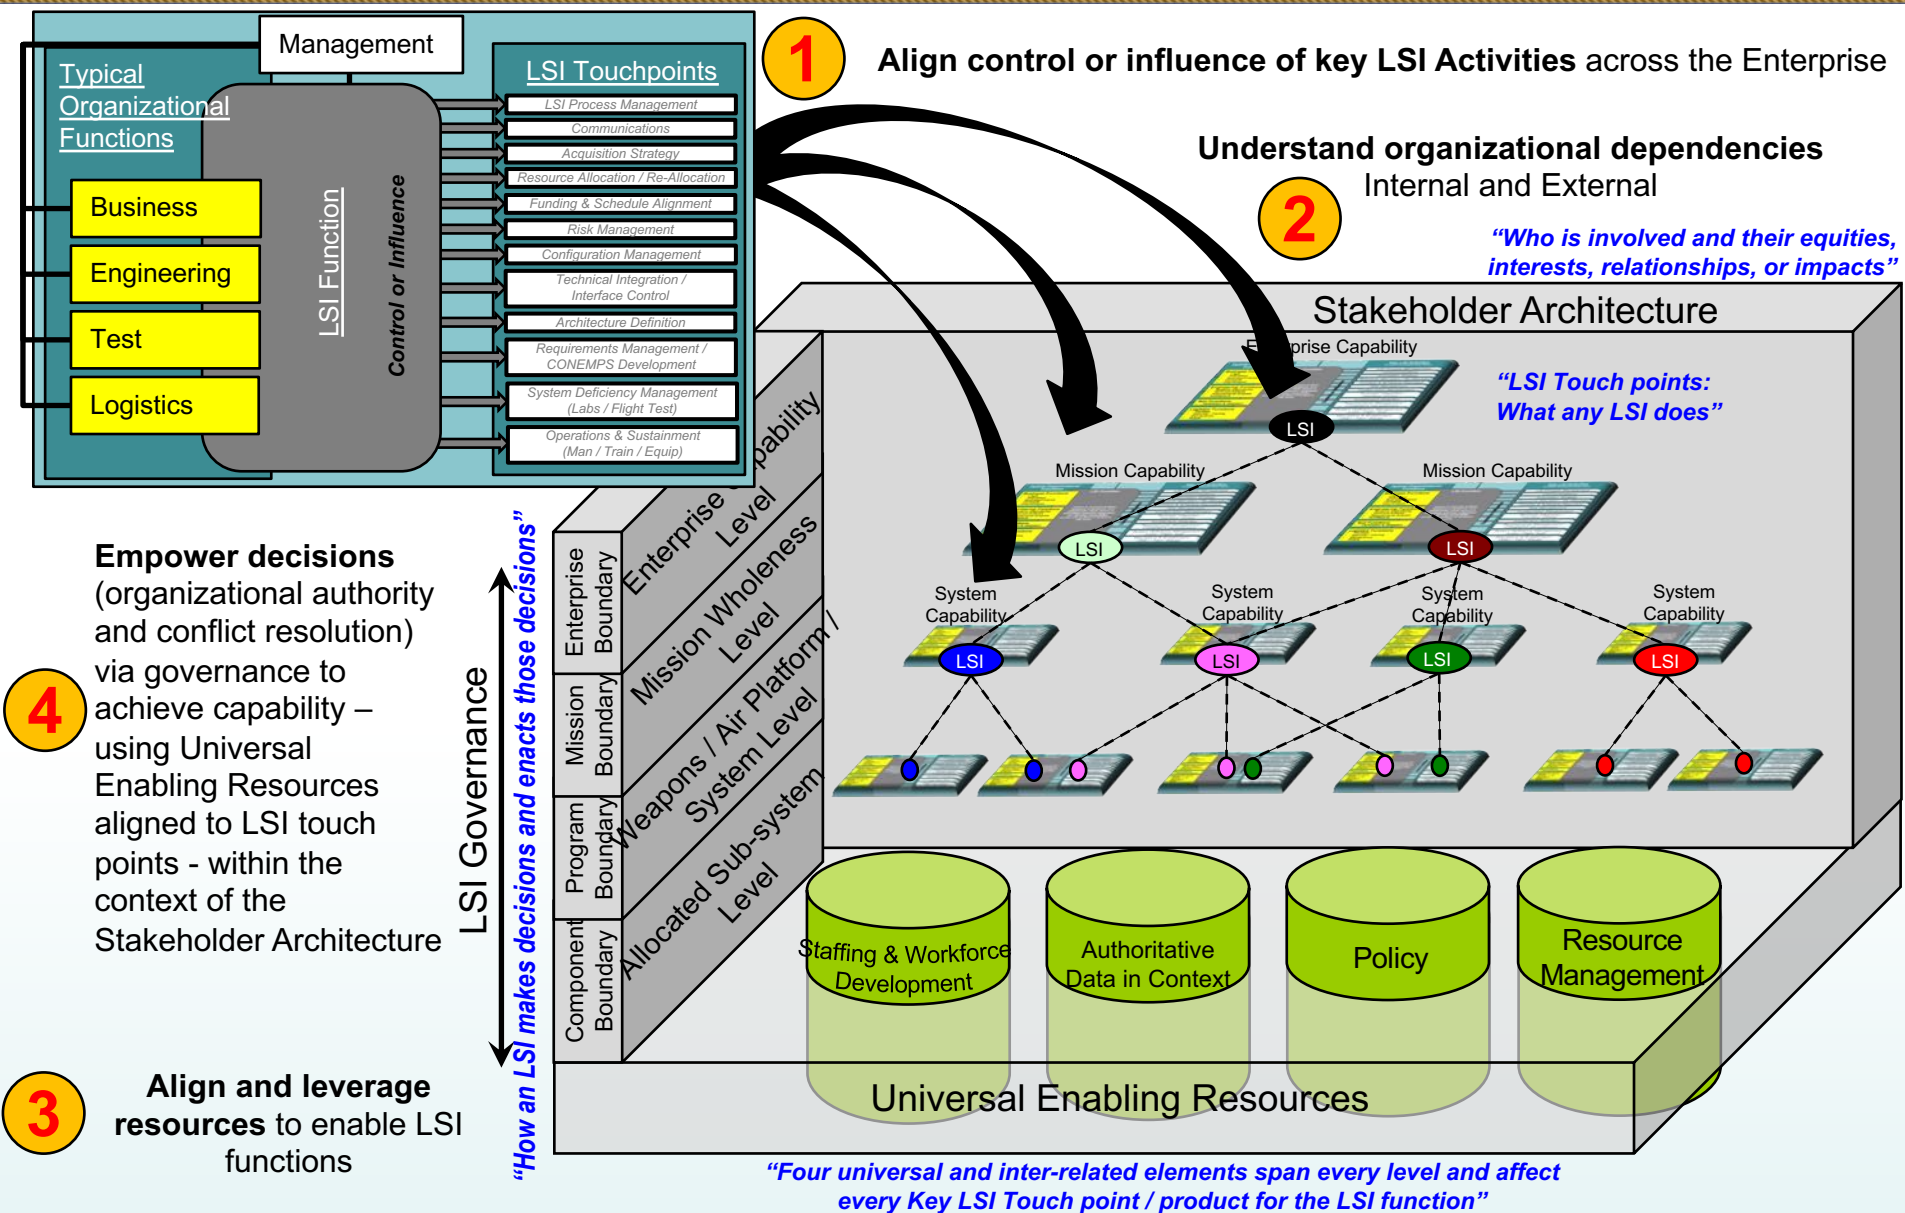 Management
Typical
Organizational
Functions
Business
Engineering
Test
Logistics
LSI Function
Control or Influence
LSI Touchpoints
LSI Process Management
Communications
Acquisition Strategy
Resource Allocation / Re-Allocation
Funding & Schedule Alignment
Risk Management
Configuration Management
Technical Integration /
Interface Control
Architecture Definition
Requirements Management /
CONEMPS Development
System Deficiency Management
(Labs / Flight Test)
Operations & Sustainment
(Man / Train / Equip)
1
Align control or influence of key LSI Activities across the Enterprise
Understand organizational dependencies
Internal and External
2
“Who is involved and their equities,
interests, relationships, or impacts”
Stakeholder Architecture
Enterprise Capability
“LSI Touch points:
What any LSI does”
LSI
Mission Capability
Mission Capability
LSI
LSI
System
Capability
System
Capability
System
Capability
System
Capability
LSI
LSI
LSI
LSI
4
Empower decisions
(organizational authority
and conflict resolution)
via governance to
achieve capability –
using Universal
Enabling Resources
aligned to LSI touch
points - within the
context of the
Stakeholder Architecture
LSI Governance
“How an LSI makes decisions and enacts those decisions”
Enterprise
Boundary
Mission
Boundary
Program
Boundary
Component
Boundary
Enterprise Capability
Level
Mission Wholeness
Level
Weapons / Air Platform /
System Level
Allocated Sub-system
Level
Staffing & Workforce
Development
Authoritative
Data in Context
Policy
Resource
Management
3
Align and leverage
resources to enable LSI
functions
Universal Enabling Resources
“Four universal and inter-related elements span every level and affect
every Key LSI Touch point / product for the LSI function”